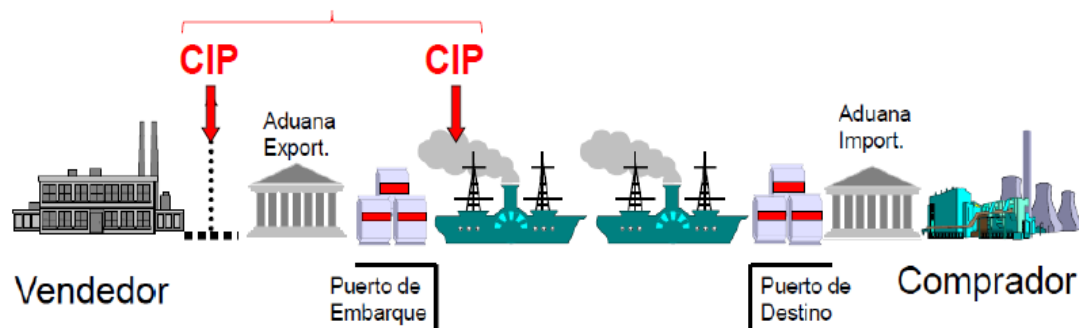 CIP
CIP
Aduana
Export.
Aduana
Import.
Vendedor
Puerto de
Embarque
Puerto de
Destino
Comprador